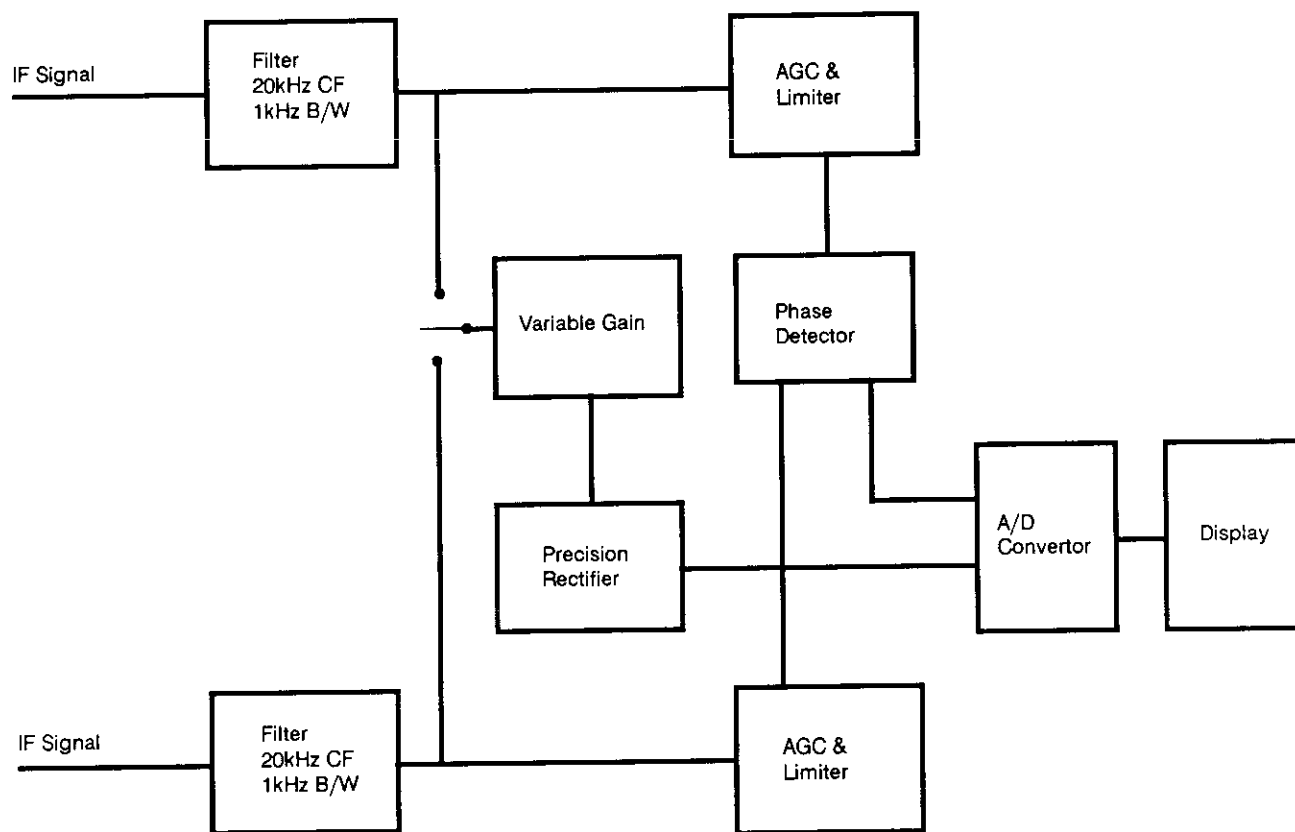 IF Signal
Filter
20kHz CF
1kHz B/W
AGC &
Limiter
Variable Gain
Phase
Detector
Precision
Rectifier
A/D
Convertor
Display
IF Signal
Filter
20kHz CF
1kHz B/W
AGC &
Limiter